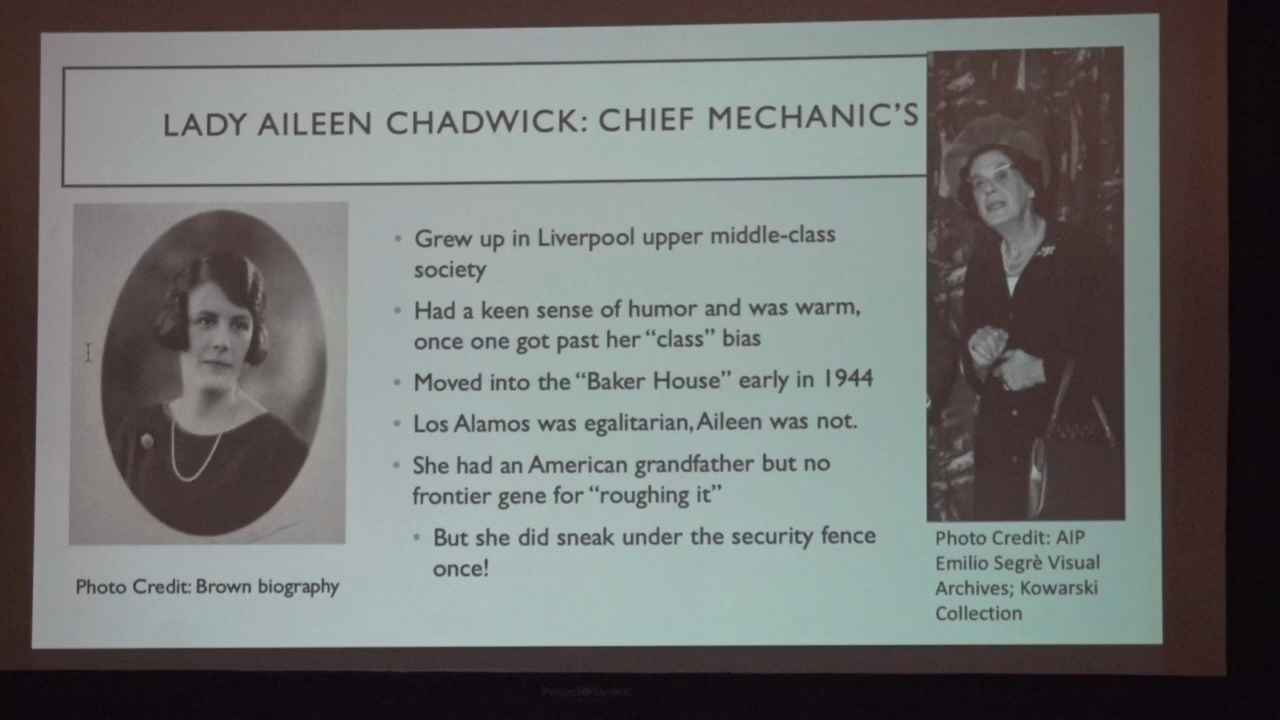 LADY AILEEN CHADWICK: CHIEF MECHANIC'S
• Grew up in Liverpool upper middle-class
society
• Had a keen sense of humor and was warm,
once one got past her "class" bias
• Moved into the "Baker House" early in 1944
• Los Alamos was egalitarian, Aileen was not.
• She had an American grandfather but no
frontier gene for "roughing it"
• But she did sneak under the security fence
once!
Photo Credit: Brown biography
Photo Credit: AIP
Emilio Segrè Visual
Archives; Kowarski
Collection